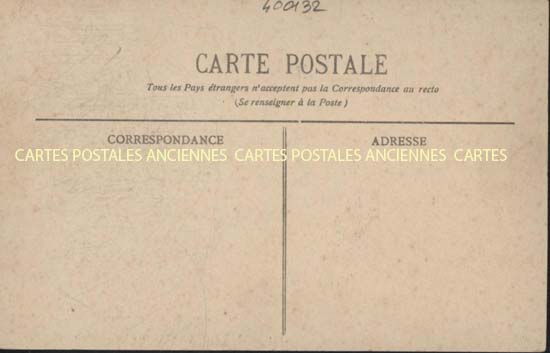 400132
CARTE POSTALE
Tous les Pays étrangers n'acceptent pas la Correspondance au recto
(Se renseigner à la Poste)
CORRESPONDANCE
ADRESSE
CARTES POSTALES ANCIENNES CARTES POSTALES ANCIENNES CARTES